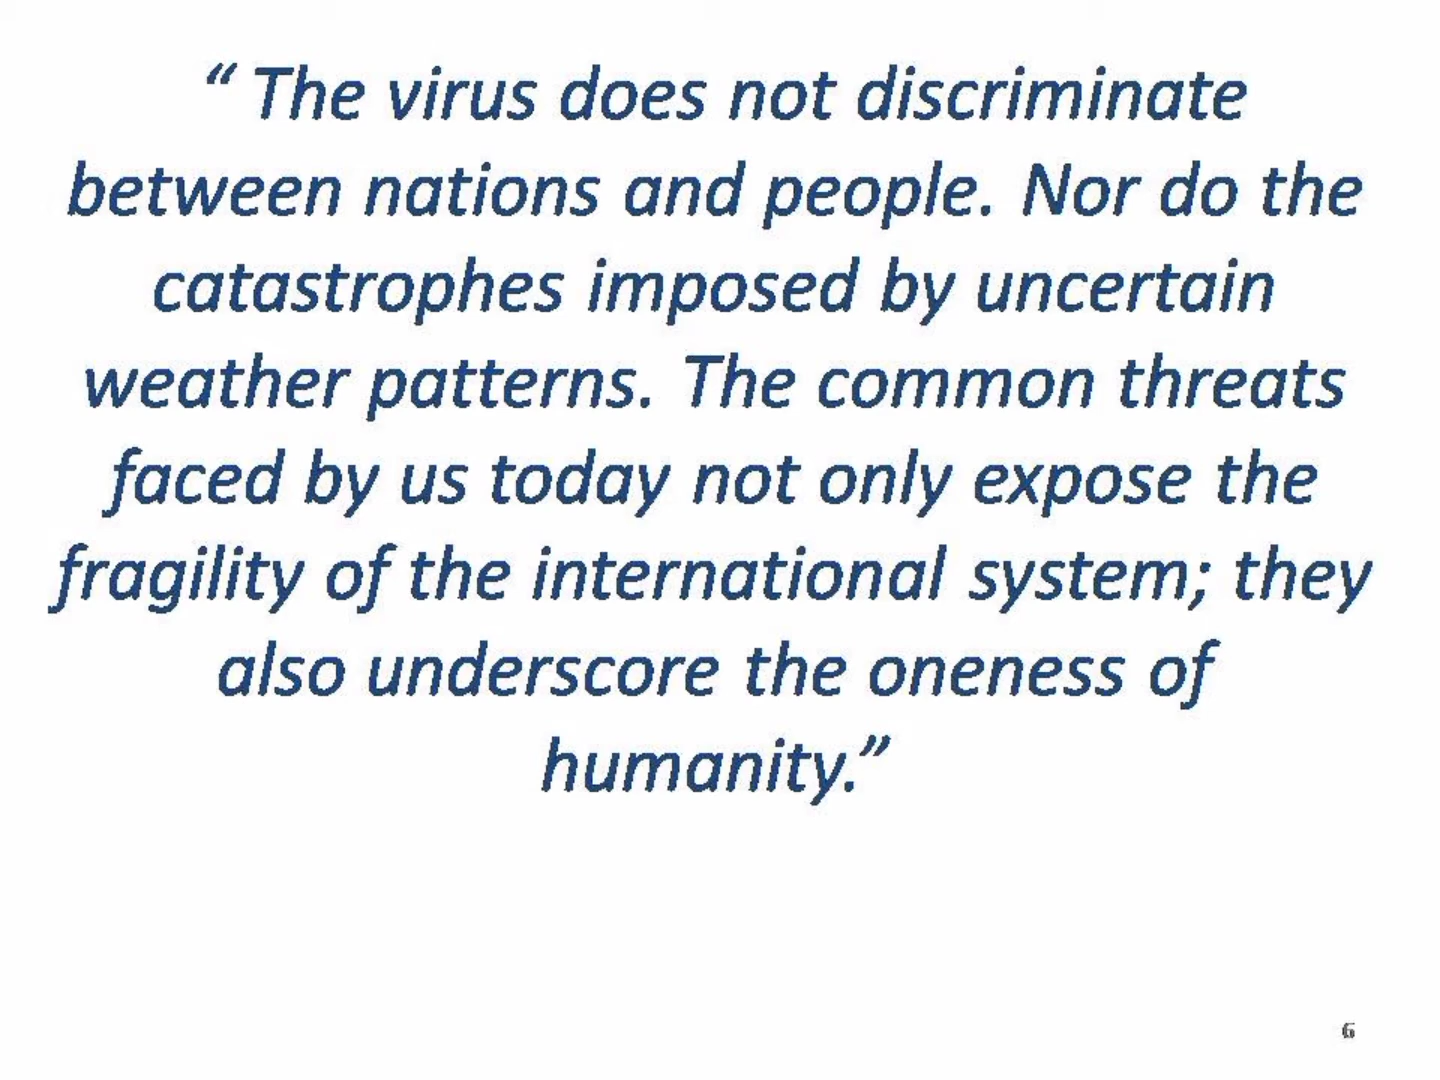 “ The virus does not discriminate
between nations and people. Nor do the
catastrophes imposed by uncertain
weather patterns. The common threats
faced by us today not only expose the
fragility of the international system; they
also underscore the oneness of
humanity.”
6